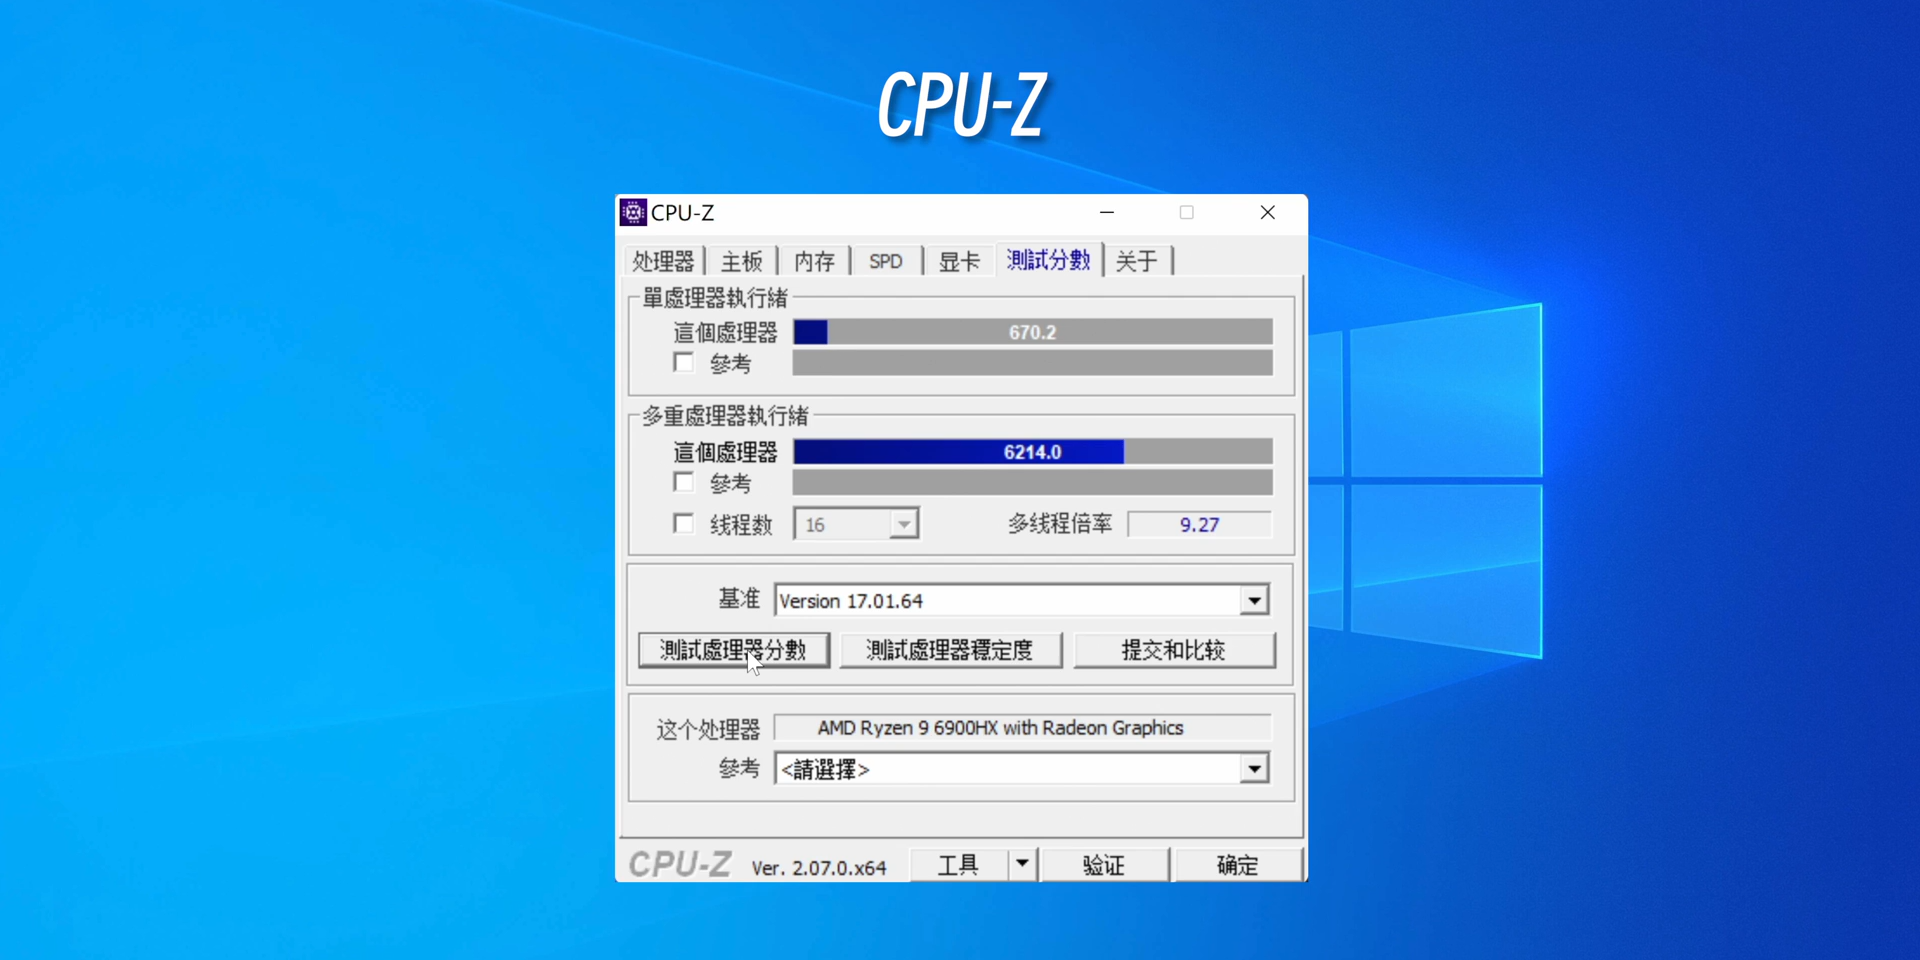 CPU-Z
CPU-Z
处理器 主板 内存 SPD 显卡 測試分數 关于
單處理器執行緒
這個處理器 670.2
參考
多重處理器執行緒
這個處理器 6214.0
參考
线程数 16 多线程倍率 9.27
基准 Version 17.01.64
測試處理器分數 測試處理器穩定度 提交和比较
这个处理器 AMD Ryzen 9 6900HX with Radeon Graphics
參考 <請選擇>
CPU-Z Ver. 2.07.0.x64 工具 验证 确定